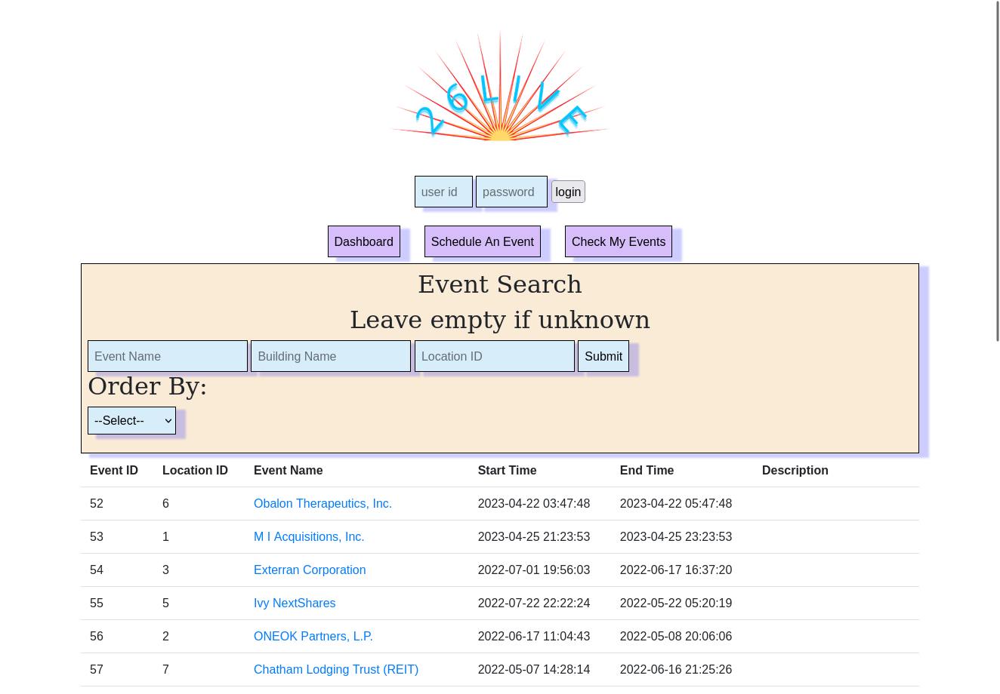 26LIVE
user id password login
Dashboard Schedule An Event Check My Events
Event Search
Leave empty if unknown
Event Name Building Name Location ID Submit
Order By:
--Select--
Event ID Location ID Event Name Start Time End Time Description
52 6 Obalon Therapeutics, Inc. 2023-04-22 03:47:48 2023-04-22 05:47:48
53 1 M I Acquisitions, Inc. 2023-04-25 21:23:53 2023-04-25 23:23:53
54 3 Exterran Corporation 2022-07-01 19:56:03 2022-06-17 16:37:20
55 5 Ivy NextShares 2022-07-22 22:22:24 2022-05-22 05:20:19
56 2 ONEOK Partners, L.P. 2022-06-17 11:04:43 2022-05-08 20:06:06
57 7 Chatham Lodging Trust (REIT) 2022-05-07 14:28:14 2022-06-16 21:25:26